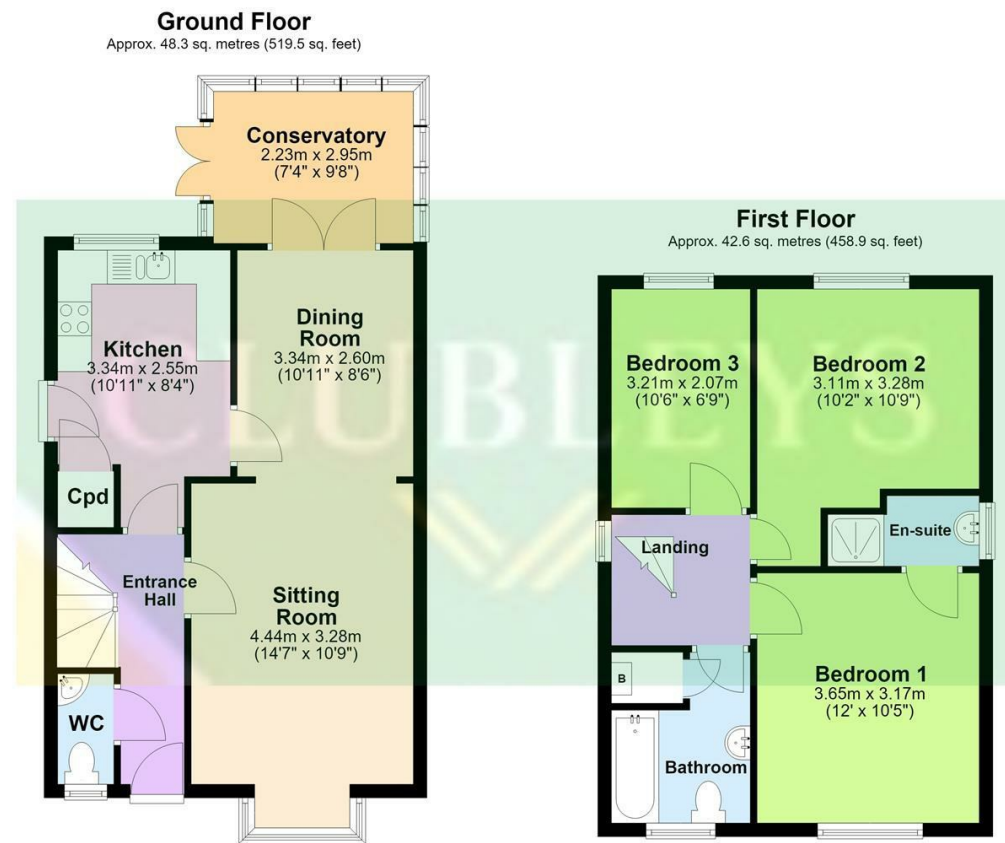 Ground Floor
Approx. 48.3 sq. metres (519.5 sq. feet)
Conservatory
2.23m x 2.95m
(7'4" x 9'8")
Kitchen
3.34m x 2.55m
(10'11" x 8'4")
Dining
Room
3.34m x 2.60m
(10'11" x 8'6")
Cpd
Entrance
Hall
Sitting
Room
4.44m x 3.28m
(14'7" x 10'9")
WC
First Floor
Approx. 42.6 sq. metres (458.9 sq. feet)
Bedroom 3
3.21m x 2.07m
(10'6" x 6'9")
Bedroom 2
3.11m x 3.28m
(10'2" x 10'9")
Landing
En-suite
B
Bedroom 1
3.65m x 3.17m
(12' x 10'5")
Bathroom
CLUBLEYS